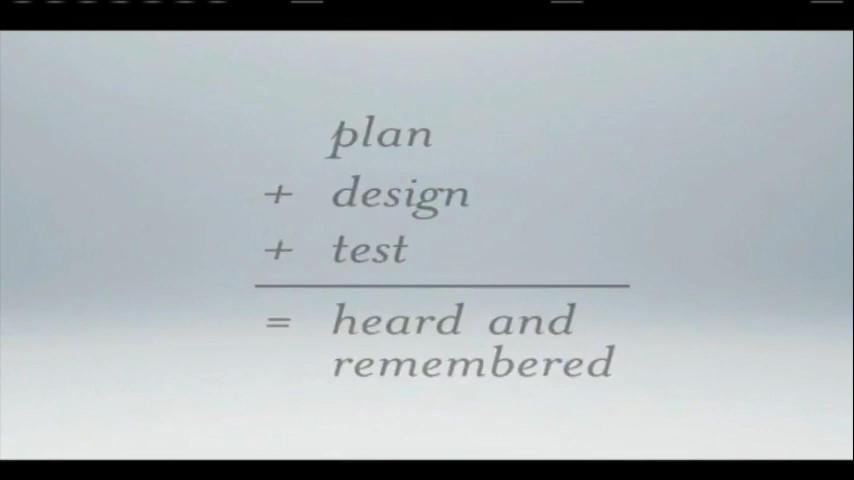 plan
+ design
+ test
= heard and
remembered